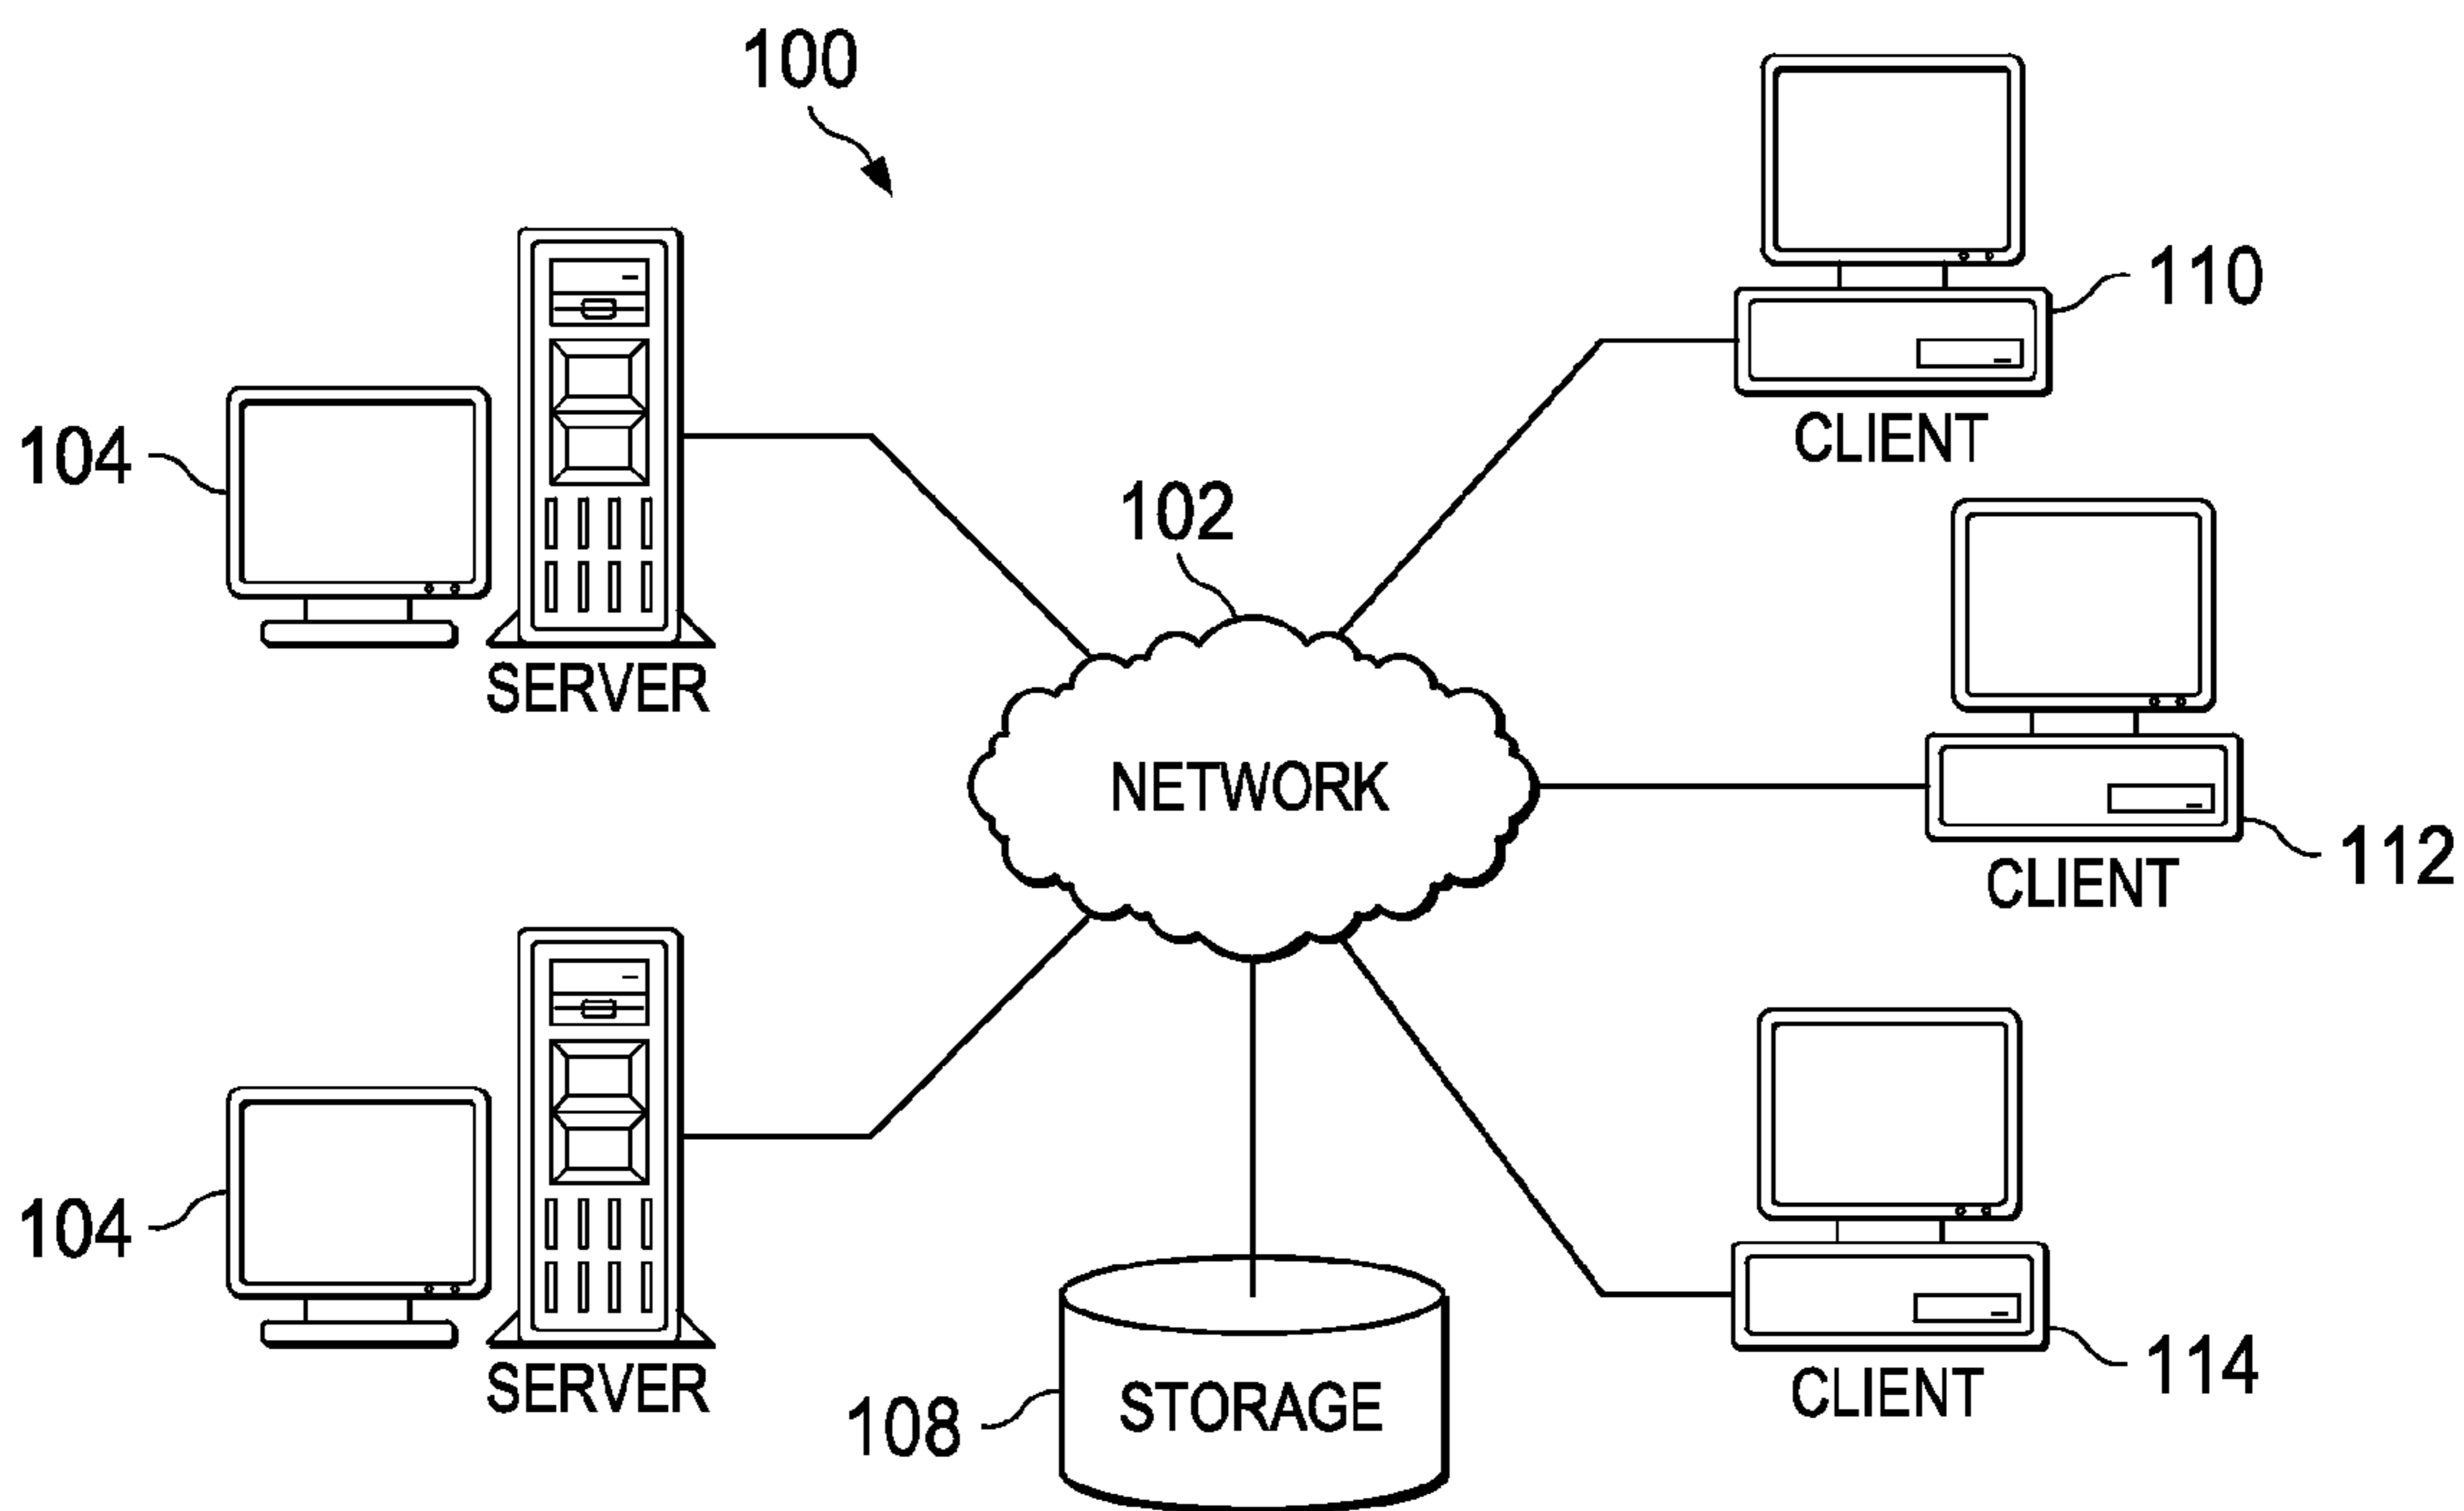 100
110
CLIENT
104
102
SERVER
NETWORK
112
CLIENT
104
SERVER
108
STORAGE
114
CLIENT